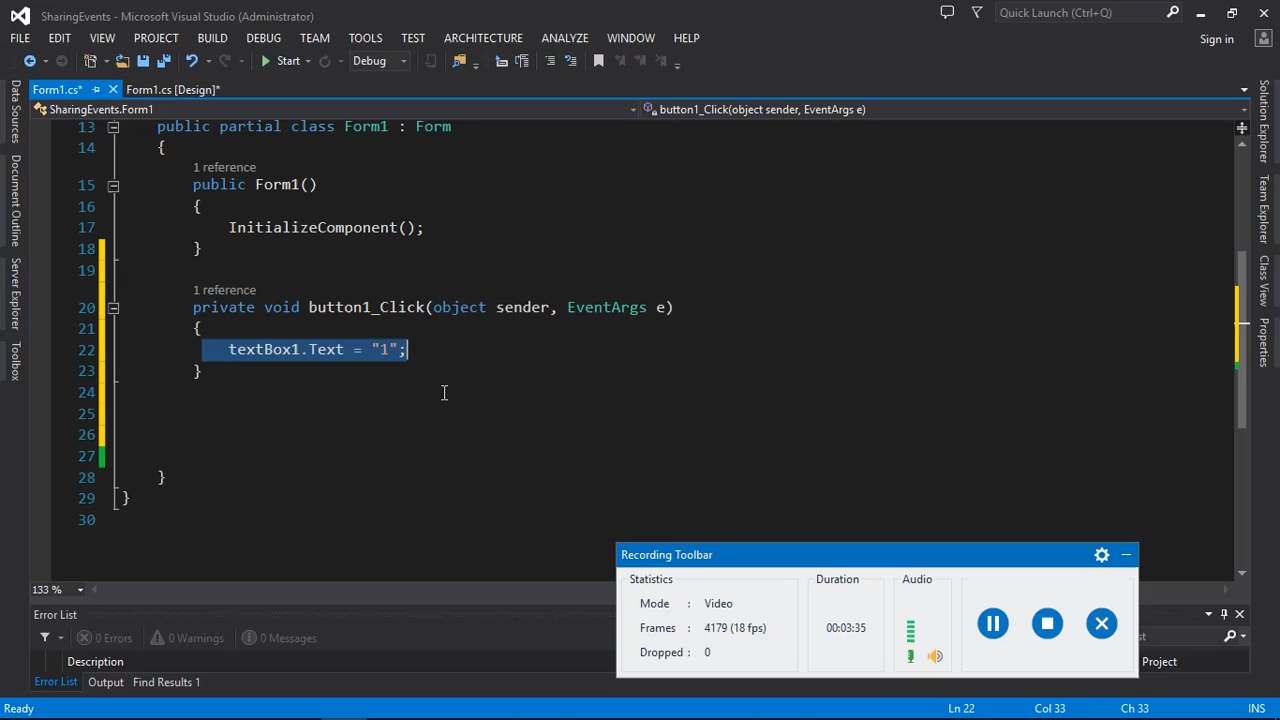 SharingEvents - Microsoft Visual Studio (Administrator)
Quick Launch (Ctrl+Q)
FILE EDIT VIEW PROJECT BUILD DEBUG TEAM TOOLS TEST ARCHITECTURE ANALYZE WINDOW HELP
Sign in
Start Debug
Form1.cs* Form1.cs [Design]*
SharingEvents.Form1 button1_Click(object sender, EventArgs e)
Data Sources
Document Outline
Server Explorer
Toolbox
13 public partial class Form1 : Form
14 {
1 reference
15 public Form1()
16 {
17 InitializeComponent();
18 }
19
1 reference
20 private void button1_Click(object sender, EventArgs e)
21 {
22 textBox1.Text = "1";
23 }
24
25
26
27
28 }
29 }
30
Solution Explorer
Team Explorer
Class View
Properties
133 %
Recording Toolbar
Statistics Duration Audio
Mode : Video
Frames : 4179 (18 fps) 00:03:35
Dropped : 0
Error List
0 Errors 0 Warnings 0 Messages
Description Project
Error List Output Find Results 1
Ready Ln 22 Col 33 Ch 33 INS